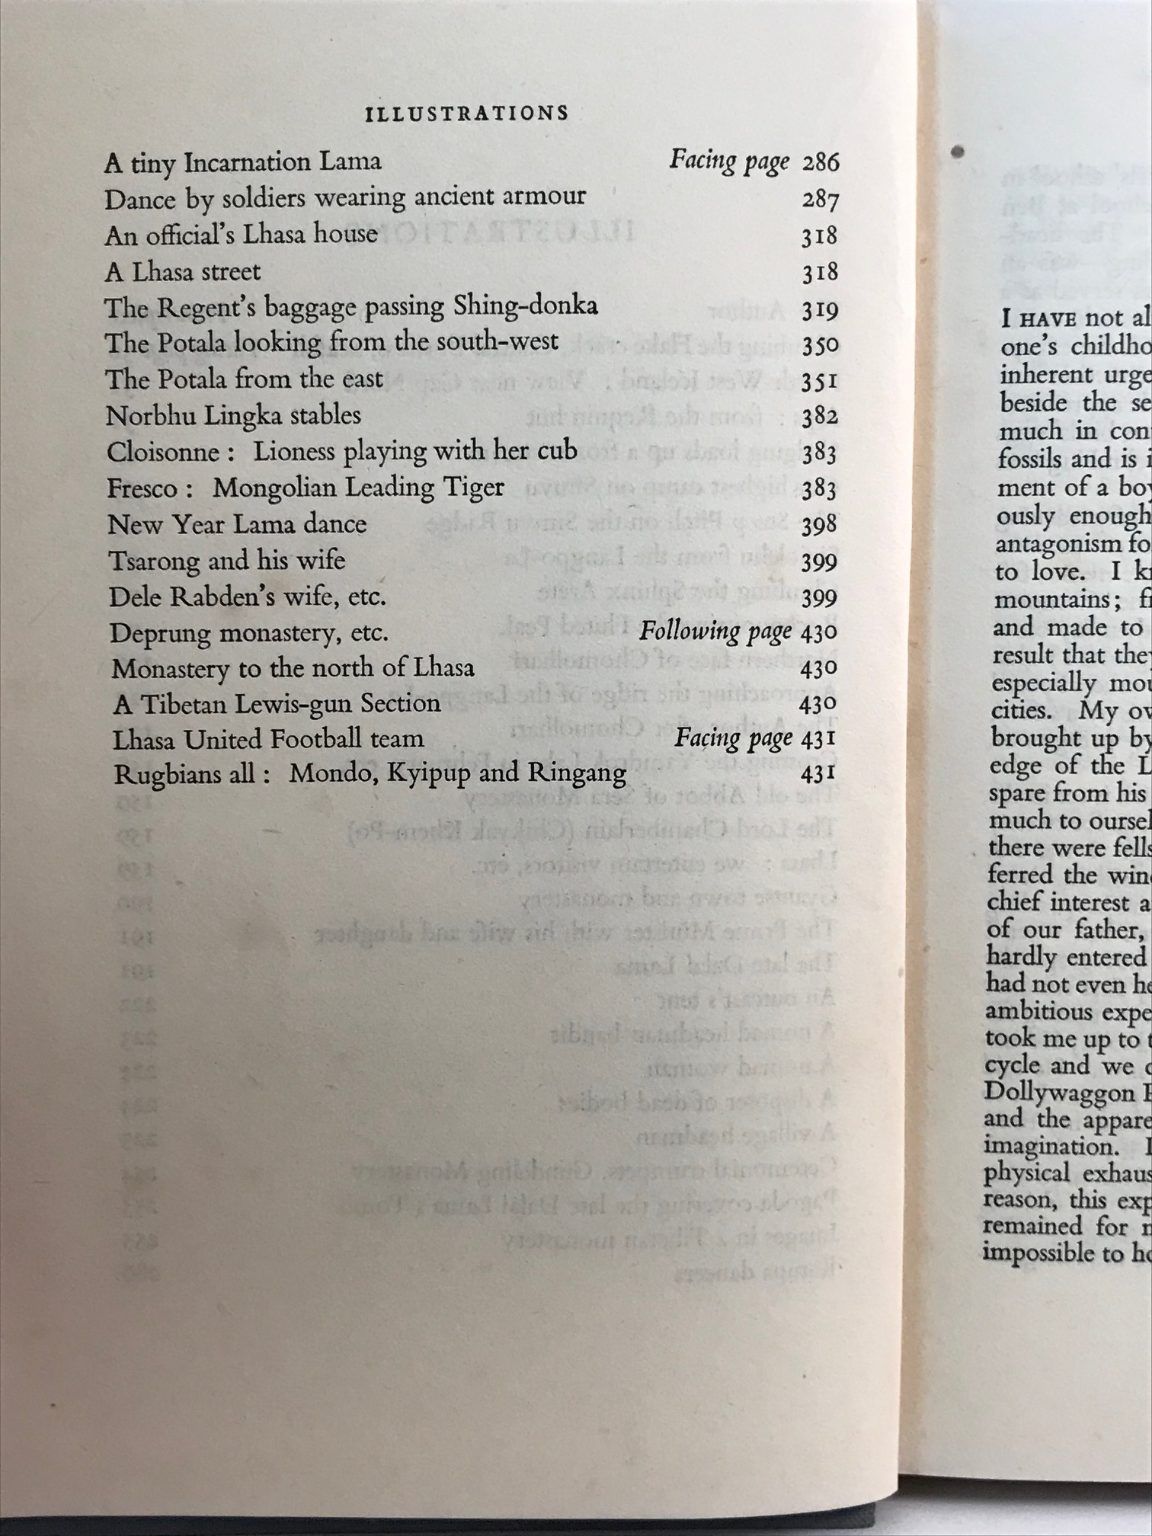 ILLUSTRATIONS
A tiny Incarnation Lama Facing page 286
Dance by soldiers wearing ancient armour 287
An official's Lhasa house 318
A Lhasa street 318
The Regent's baggage passing Shing-donka 319
The Potala looking from the south-west 350
The Potala from the east 351
Norbhu Lingka stables 382
Cloisonne : Lioness playing with her cub 383
Fresco : Mongolian Leading Tiger 383
New Year Lama dance 398
Tsarong and his wife 399
Dele Rabden's wife, etc. 399
Deprung monastery, etc. Following page 430
Monastery to the north of Lhasa 430
A Tibetan Lewis-gun Section 430
Lhasa United Football team Facing page 431
Rugbians all : Mondo, Kyipup and Ringang 431
I HAVE not al
one's childho
inherent urge
beside the se
much in con
fossils and is i
ment of a boy
ously enough
antagonism fo
to love. I k
mountains; f
and made to
result that they
especially mou
cities. My ov
brought up by
edge of the L
spare from his
much to oursel
there were fells
ferred the wind
chief interest a
of our father,
hardly entered
had not even he
ambitious expe
took me up to t
cycle and we c
Dollywaggon P
and the appare
imagination. I
physical exhaus
reason, this exp
remained for m
impossible to ho